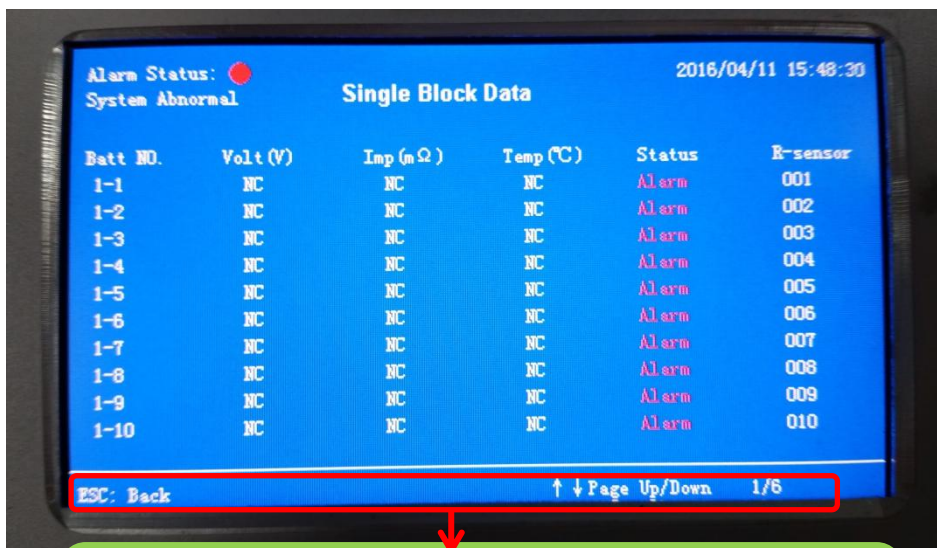 Alarm Status:
2016/04/11 15:48:30
System Abnormal
Single Block Data
Batt NO. Volt(V) Imp(mΩ) Temp(℃) Status R-sensor
1-1 NC NC NC Alarm 001
1-2 NC NC NC Alarm 002
1-3 NC NC NC Alarm 003
1-4 NC NC NC Alarm 004
1-5 NC NC NC Alarm 005
1-6 NC NC NC Alarm 006
1-7 NC NC NC Alarm 007
1-8 NC NC NC Alarm 008
1-9 NC NC NC Alarm 009
1-10 NC NC NC Alarm 010
ESC: Back ↑↓Page Up/Down 1/6